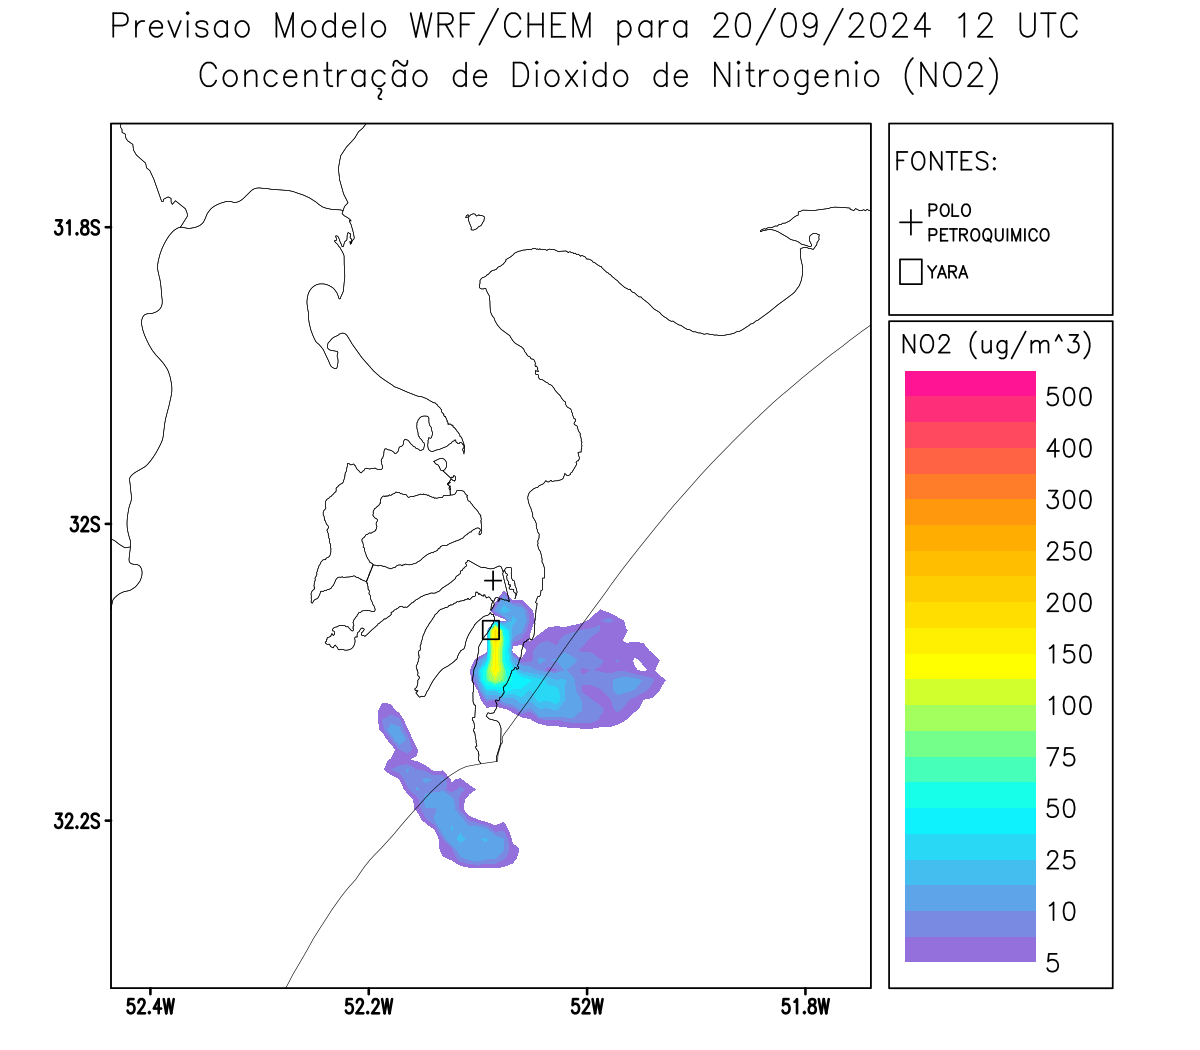 Previsao Modelo WRF/CHEM para 20/09/2024 12 UTC
Concentração de Dioxido de Nitrogenio (NO2)
FONTES:
POLO
PETROQUIMICO
YARA
31.8S
32S
32.2S
52.4W
52.2W
52W
51.8W
NO2 (ug/m^3)
500
400
300
250
200
150
100
75
50
25
10
5